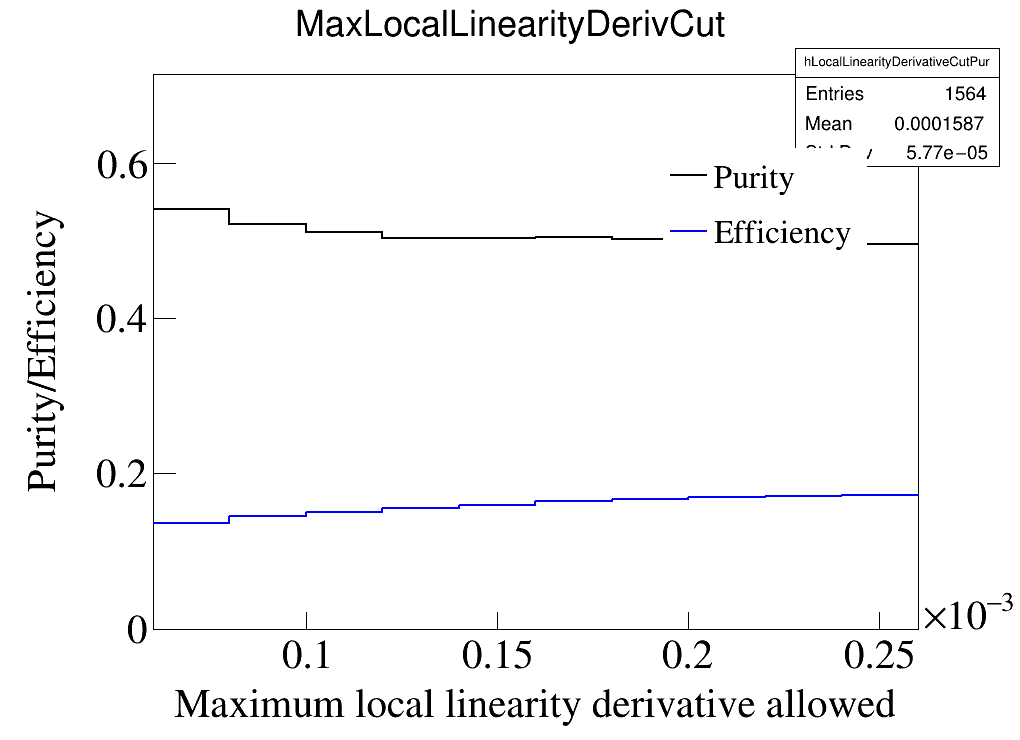 MaxLocalLinearityDerivCut
hLocalLinearityDerivativeCutPur
Entries 1564
Mean 0.0001587
5.77e−05
Purity
Efficiency
Purity/Efficiency
0.6
0.4
0.2
0
0.1 0.15 0.2 0.25
×10−3
Maximum local linearity derivative allowed